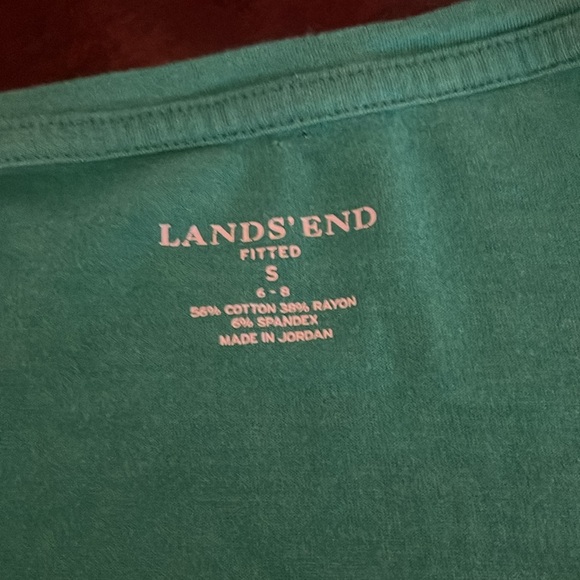 LANDS' END
FITTED
S
6 - 8
56% COTTON 38% RAYON
6% SPANDEX
MADE IN JORDAN